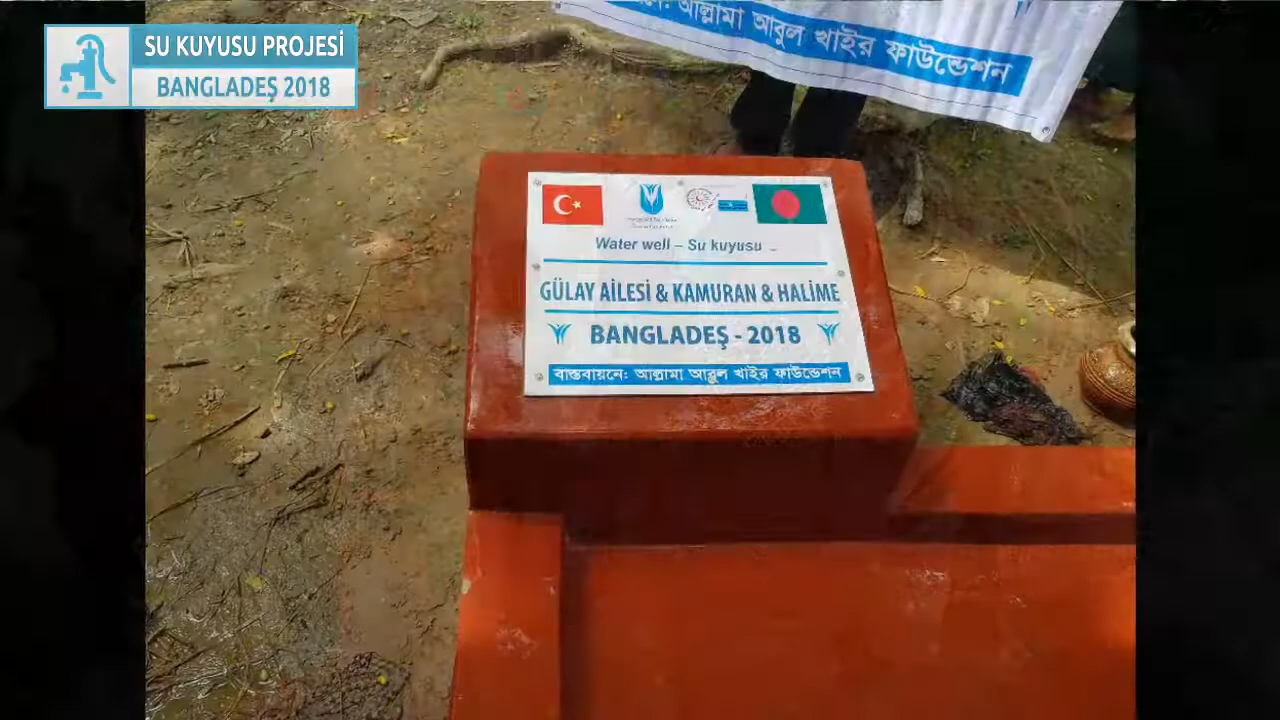 SU KUYUSU PROJESİ
BANGLADEŞ 2018
আল্লামা আবুল খাইর ফাউন্ডেশন
Water well – Su kuyusu
GÜLAY AİLESİ & KAMURAN & HALİME
BANGLADEŞ - 2018
বাস্তবায়নে: আল্লামা আবুল খাইর ফাউন্ডেশন